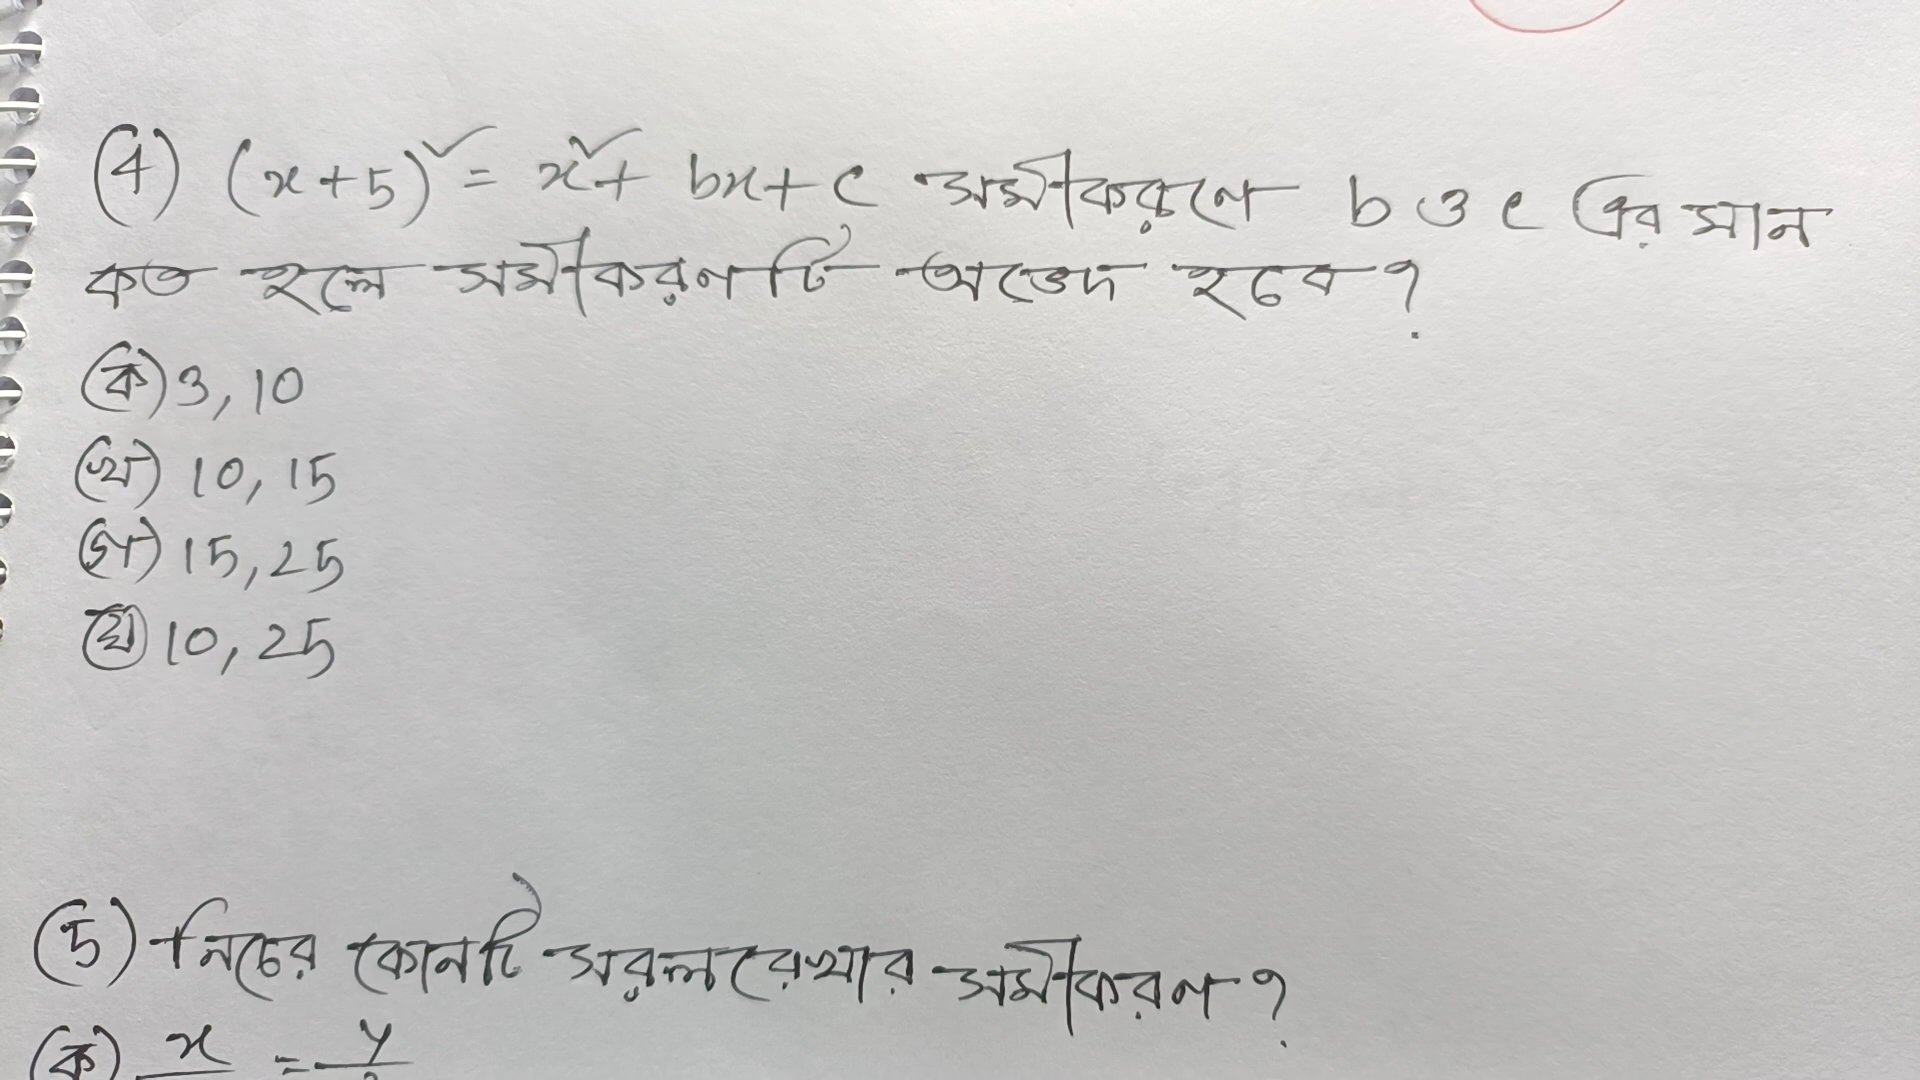 (4) (x+5)² = x²+ bx+c সমীকরণে b ও c এর মান
কত হলে সমীকরণটি অভেদ হবে?
(ক) 3, 10
(খ) 10, 15
(গ) 15, 25
(ঘ) 10, 25
(5) নিচের কোনটি সরলরেখার সমীকরণ?
(ক) x = y